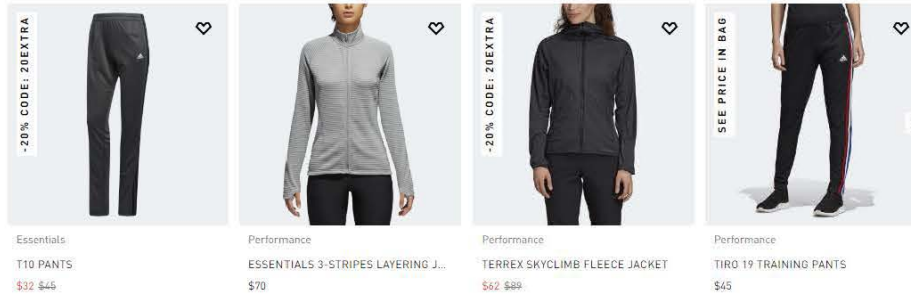 -20% CODE: 20EXTRA
-20% CODE: 20EXTRA
SEE PRICE IN BAG
Essentials
T10 PANTS
$32 $45
Performance
ESSENTIALS 3-STRIPES LAYERING J...
$70
Performance
TERREX SKYCLIMB FLEECE JACKET
$62 $89
Performance
TIRO 19 TRAINING PANTS
$45